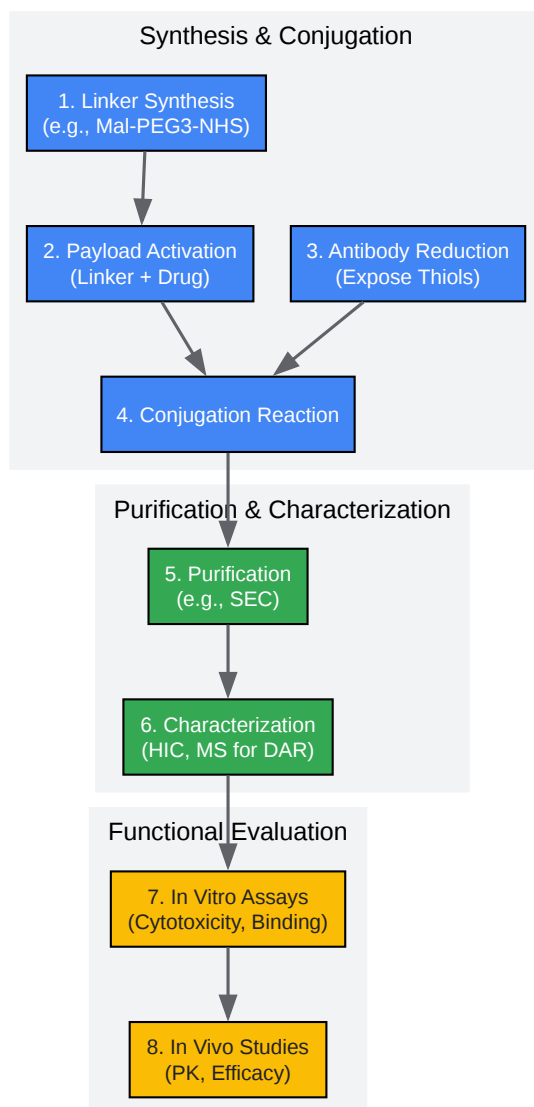 Synthesis & Conjugation
1. Linker Synthesis
(e.g., Mal-PEG3-NHS)
2. Payload Activation
(Linker + Drug)
3. Antibody Reduction
(Expose Thiols)
4. Conjugation Reaction
Purification & Characterization
5. Purification
(e.g., SEC)
6. Characterization
(HIC, MS for DAR)
Functional Evaluation
7. In Vitro Assays
(Cytotoxicity, Binding)
8. In Vivo Studies
(PK, Efficacy)